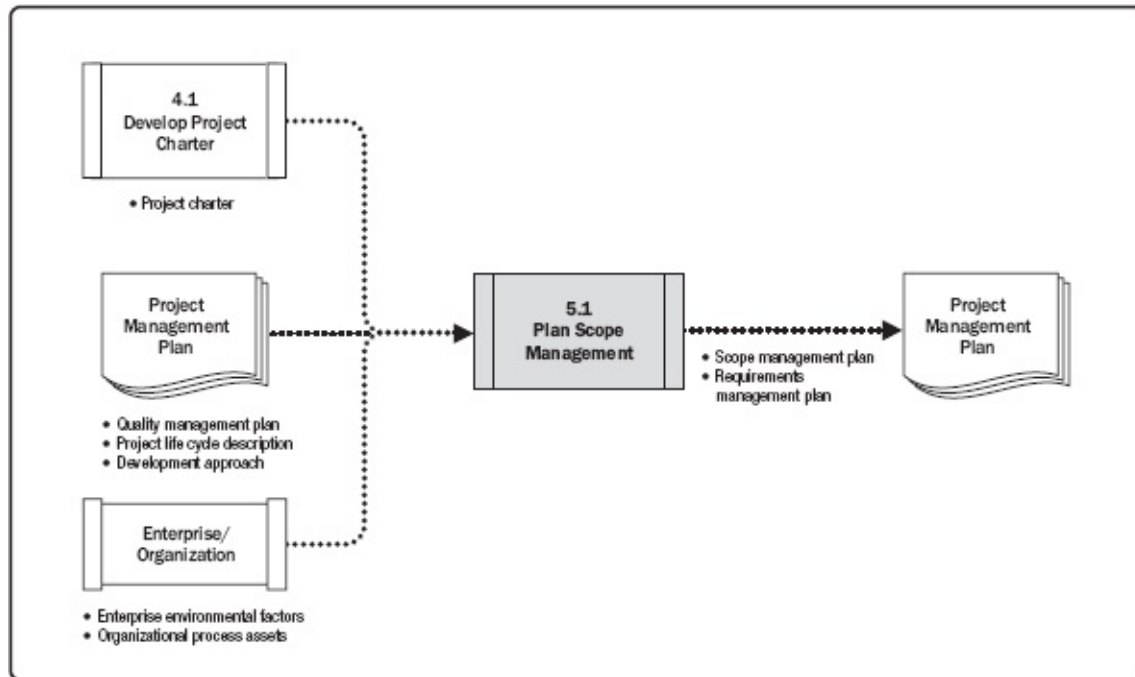 4.1
Develop Project
Charter
• Project charter
Project
Management
Plan
• Quality management plan
• Project life cycle description
• Development approach
Enterprise/
Organization
• Enterprise environmental factors
• Organizational process assets
5.1
Plan Scope
Management
• Scope management plan
• Requirements
management plan
Project
Management
Plan